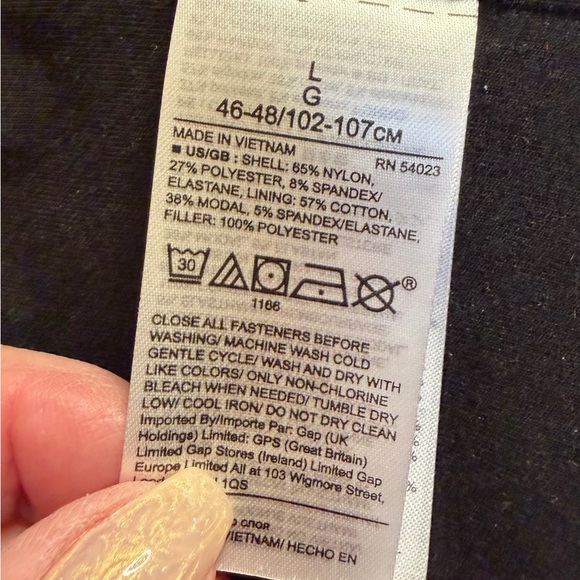 L
G
46-48/102-107CM
MADE IN VIETNAM RN 54023
■ US/GB : SHELL: 65% NYLON,
27% POLYESTER, 8% SPANDEX/
ELASTANE, LINING: 57% COTTON,
38% MODAL, 5% SPANDEX/ELASTANE,
FILLER: 100% POLYESTER
30 ®
1166
CLOSE ALL FASTENERS BEFORE
WASHING/ MACHINE WASH COLD
GENTLE CYCLE/ WASH AND DRY WITH
LIKE COLORS/ ONLY NON-CHLORINE
BLEACH WHEN NEEDED/ TUMBLE DRY
LOW/ COOL IRON/ DO NOT DRY CLEAN
Imported By/Importe Par: Gap (UK
Holdings) Limited: GPS (Great Britain)
Limited Gap Stores (Ireland) Limited Gap
Europe Limited All at 103 Wigmore Street,
1QS
VIETNAM/ HECHO EN